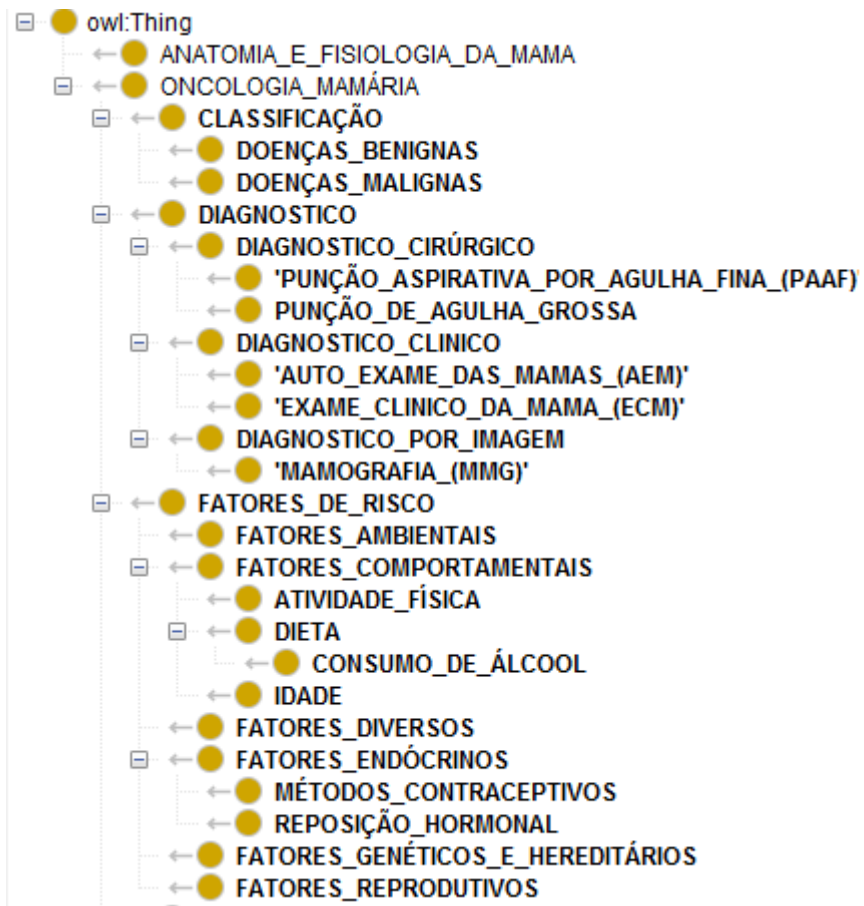 owl:Thing
ANATOMIA_E_FISIOLOGIA_DA_MAMA
ONCOLOGIA_MAMÁRIA
CLASSIFICAÇÃO
DOENÇAS_BENIGNAS
DOENÇAS_MALIGNAS
DIAGNOSTICO
DIAGNOSTICO_CIRÚRGICO
'PUNÇÃO_ASPIRATIVA_POR_AGULHA_FINA_(PAAF)'
PUNÇÃO_DE_AGULHA_GROSSA
DIAGNOSTICO_CLINICO
'AUTO_EXAME_DAS_MAMAS_(AEM)'
'EXAME_CLINICO_DA_MAMA_(ECM)'
DIAGNOSTICO_POR_IMAGEM
'MAMOGRAFIA_(MMG)'
FATORES_DE_RISCO
FATORES_AMBIENTAIS
FATORES_COMPORTAMENTAIS
ATIVIDADE_FÍSICA
DIETA
CONSUMO_DE_ÁLCOOL
IDADE
FATORES_DIVERSOS
FATORES_ENDÓCRINOS
MÉTODOS_CONTRACEPTIVOS
REPOSIÇÃO_HORMONAL
FATORES_GENÉTICOS_E_HEREDITÁRIOS
FATORES_REPRODUTIVOS